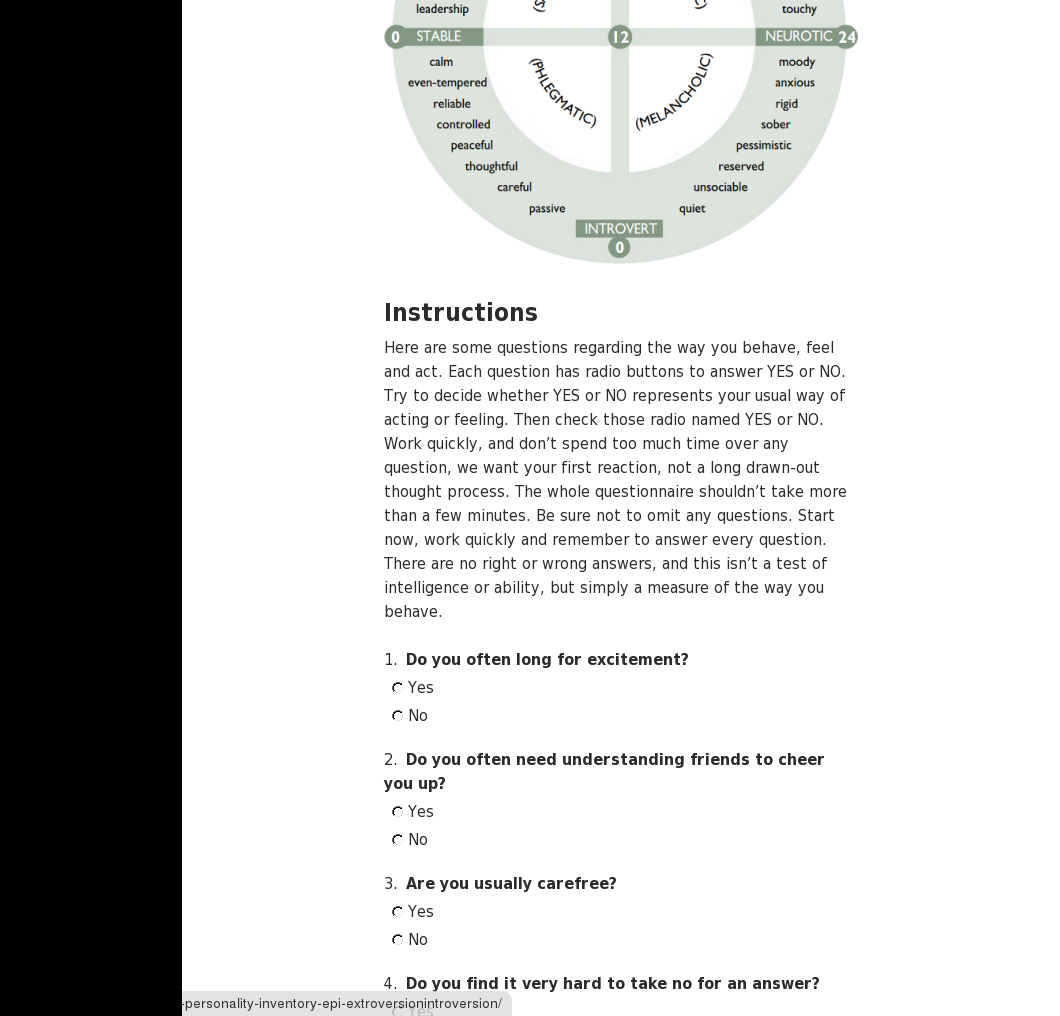 leadership
touchy
0 STABLE 12 NEUROTIC 24
calm
moody
even-tempered
anxious
reliable
rigid
controlled
sober
peaceful
pessimistic
thoughtful
reserved
careful
unsociable
passive
quiet
(PHLEGMATIC)
(MELANCHOLIC)
INTROVERT
0
Instructions
Here are some questions regarding the way you behave, feel
and act. Each question has radio buttons to answer YES or NO.
Try to decide whether YES or NO represents your usual way of
acting or feeling. Then check those radio named YES or NO.
Work quickly, and don’t spend too much time over any
question, we want your first reaction, not a long drawn-out
thought process. The whole questionnaire shouldn’t take more
than a few minutes. Be sure not to omit any questions. Start
now, work quickly and remember to answer every question.
There are no right or wrong answers, and this isn’t a test of
intelligence or ability, but simply a measure of the way you
behave.
1. Do you often long for excitement?
Yes
No
2. Do you often need understanding friends to cheer
you up?
Yes
No
3. Are you usually carefree?
Yes
No
4. Do you find it very hard to take no for an answer?
-personality-inventory-epi-extroversionintroversion/
Yes